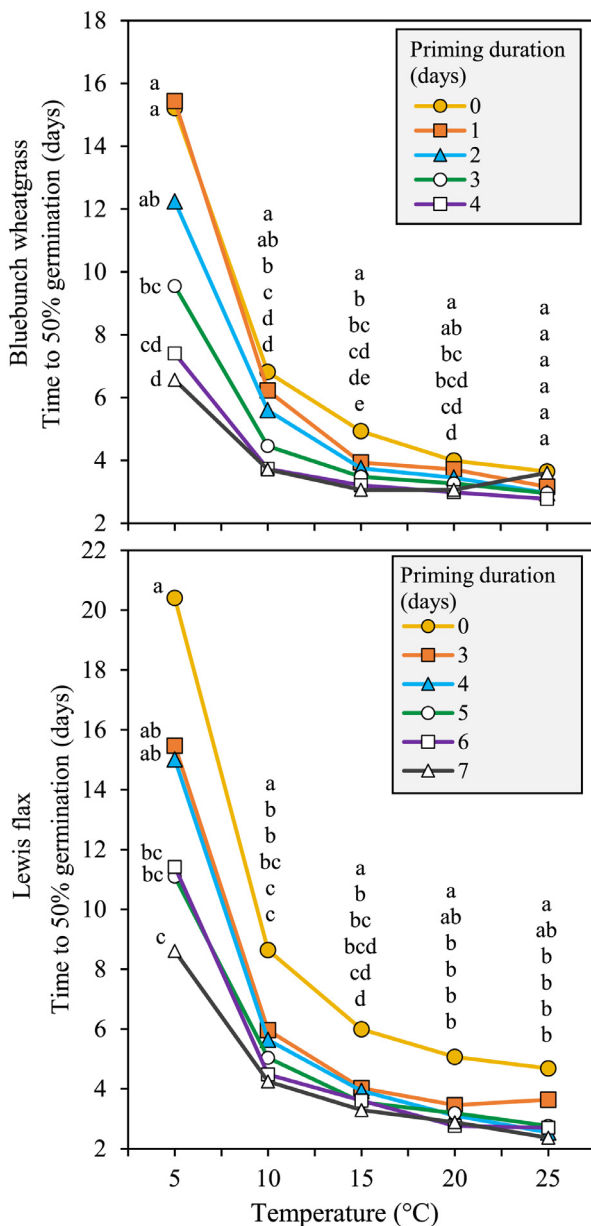 Bluebunch wheatgrass
Time to 50% germination (days)
18
16
14
12
10
8
6
4
2
Priming duration
(days)
0
1
2
3
4
a
a
ab
bc
cd
d
a
ab
b
c
d
d
a
b
bc
cd
de
e
a
ab
bc
bcd
cd
d
a
a
a
a
a
a
Lewis flax
Time to 50% germination (days)
22
20
18
16
14
12
10
8
6
4
2
Priming duration
(days)
0
3
4
5
6
7
a
ab
ab
bc
bc
c
a
b
b
bc
c
c
a
b
bc
bcd
cd
d
a
ab
b
b
b
b
a
ab
b
b
b
b
5
10
15
20
25
Temperature (°C)